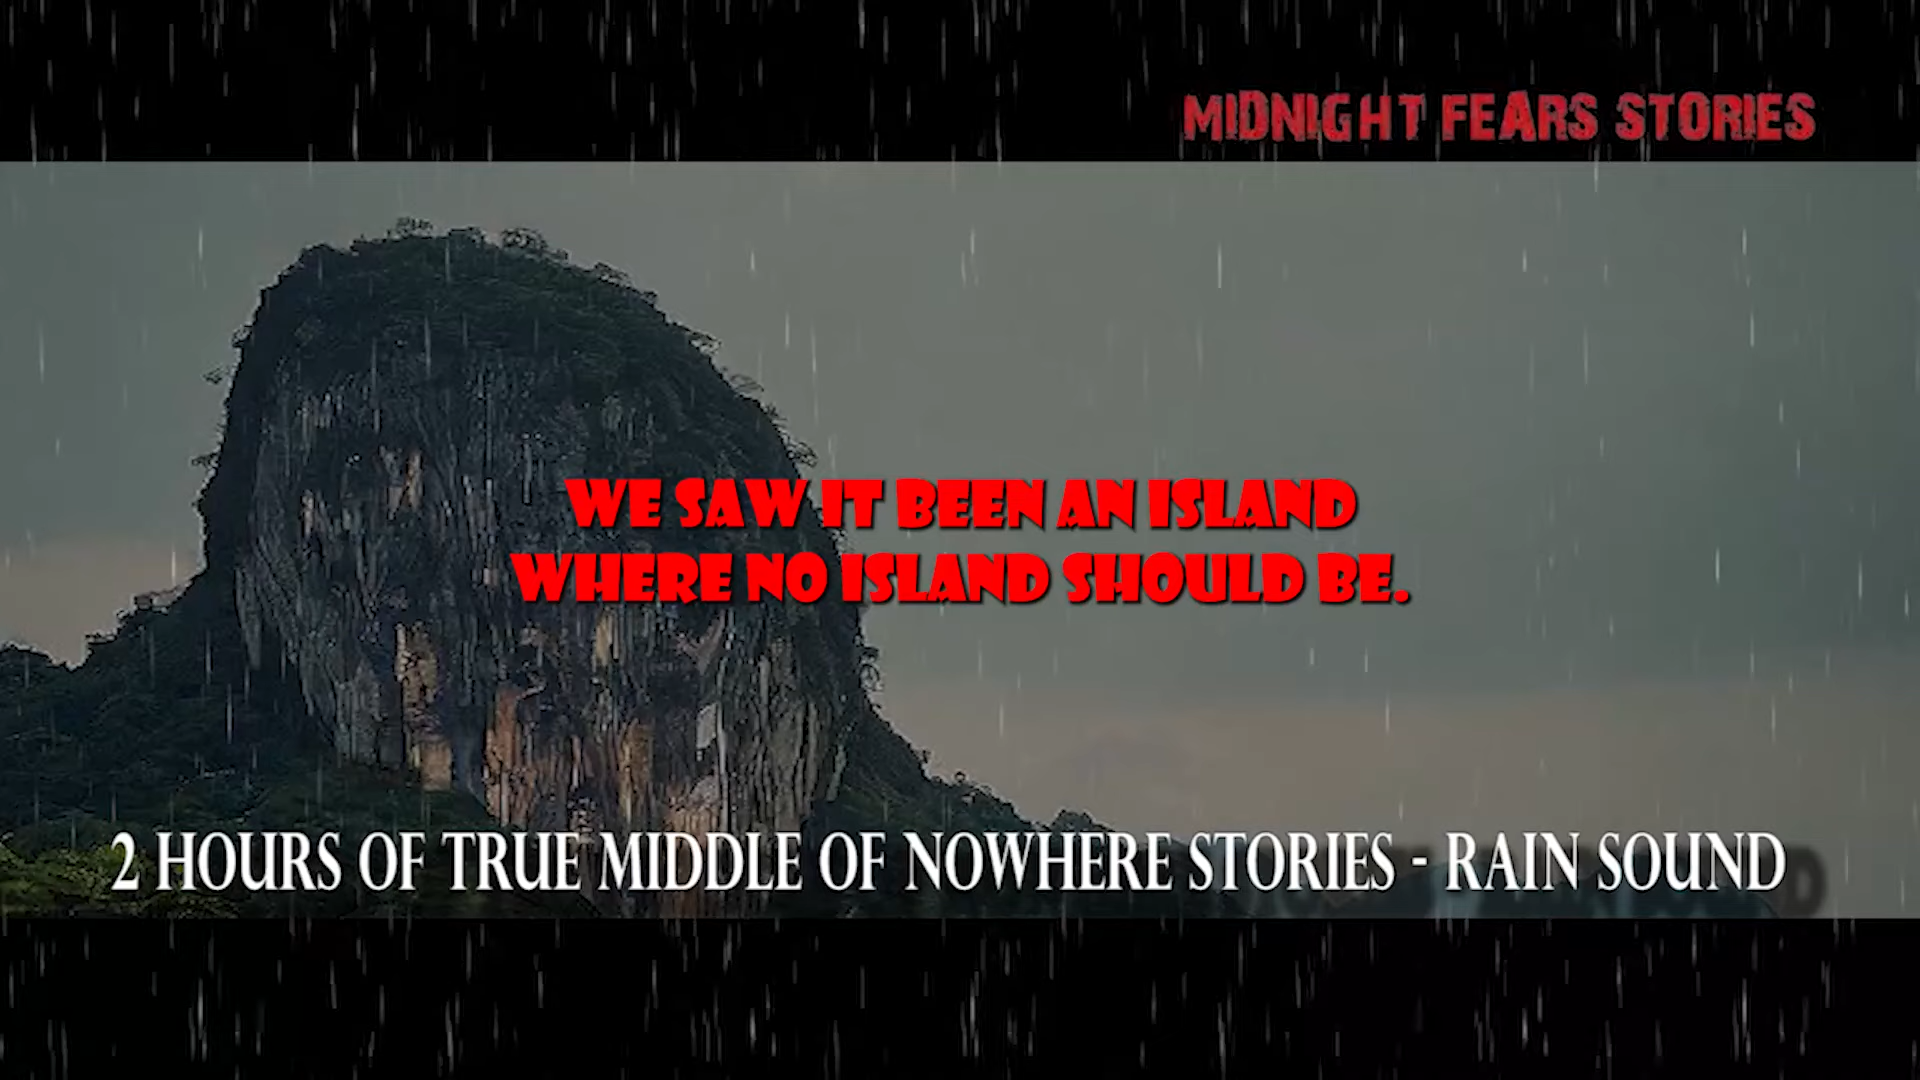 MIDNIGHT FEARS STORIES
WE SAW IT BEEN AN ISLAND
WHERE NO ISLAND SHOULD BE.
2 HOURS OF TRUE MIDDLE OF NOWHERE STORIES - RAIN SOUND